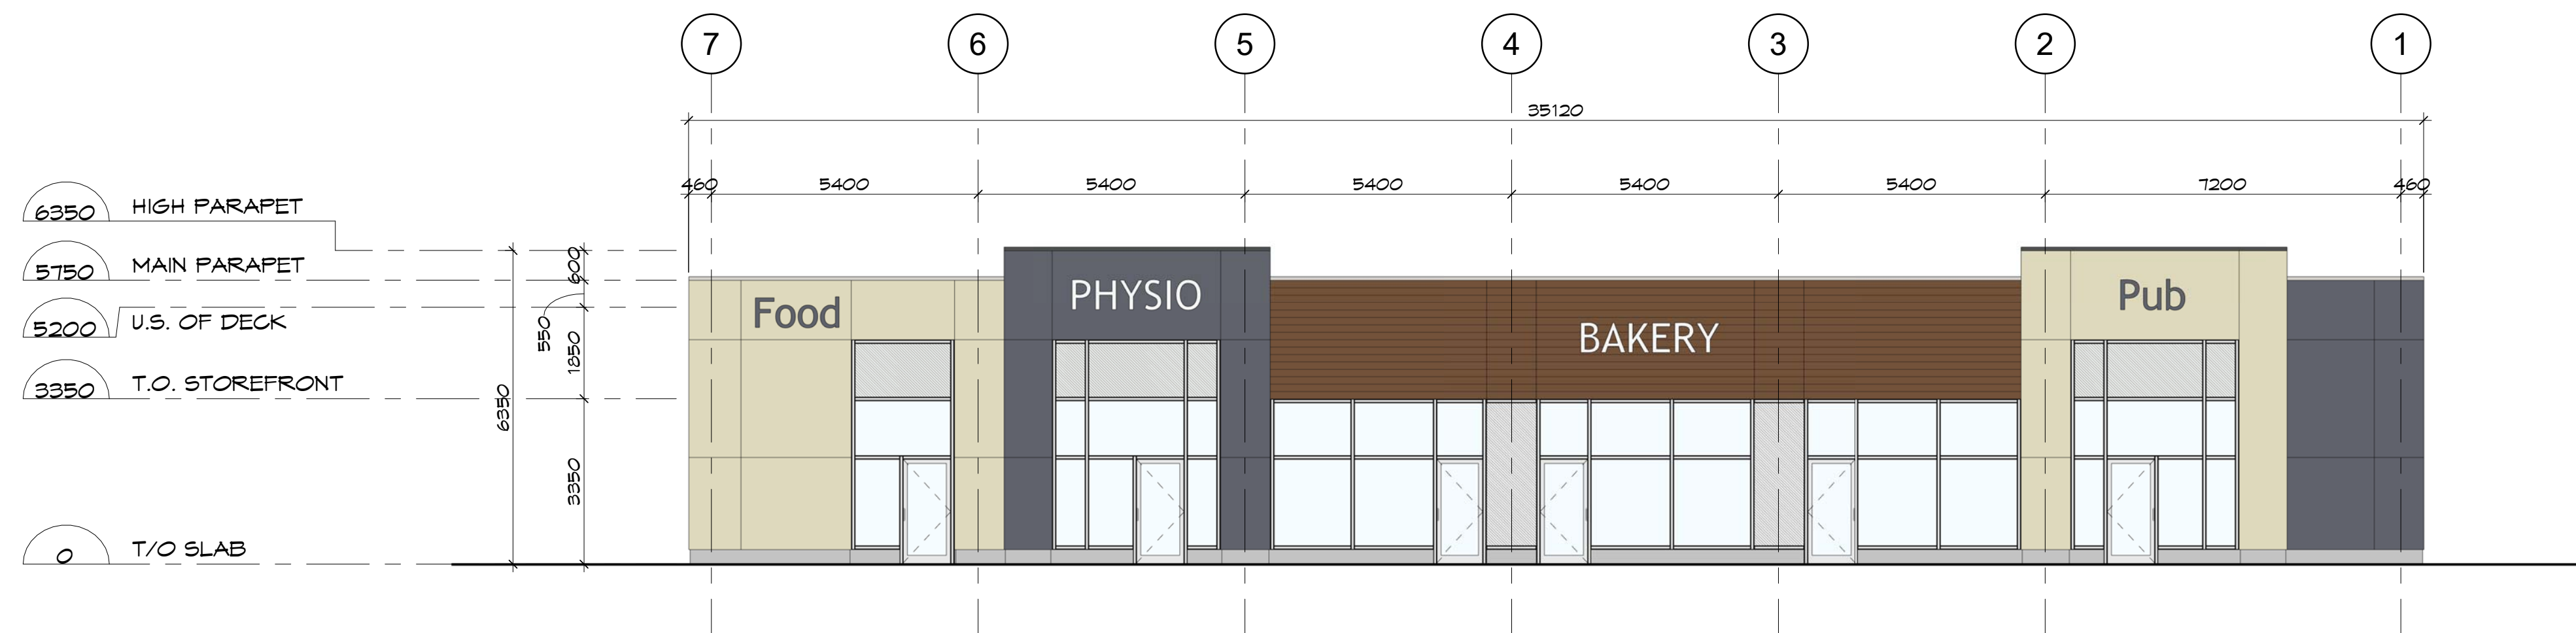 7 6 5 4 3 2 1
35120
460 5400 5400 5400 5400 5400 7200 460
6350 HIGH PARAPET
5750 MAIN PARAPET
5200 U.S. OF DECK
3350 T.O. STOREFRONT
0 T/O SLAB
6350
550
600
1850
3350
Food
PHYSIO
BAKERY
Pub